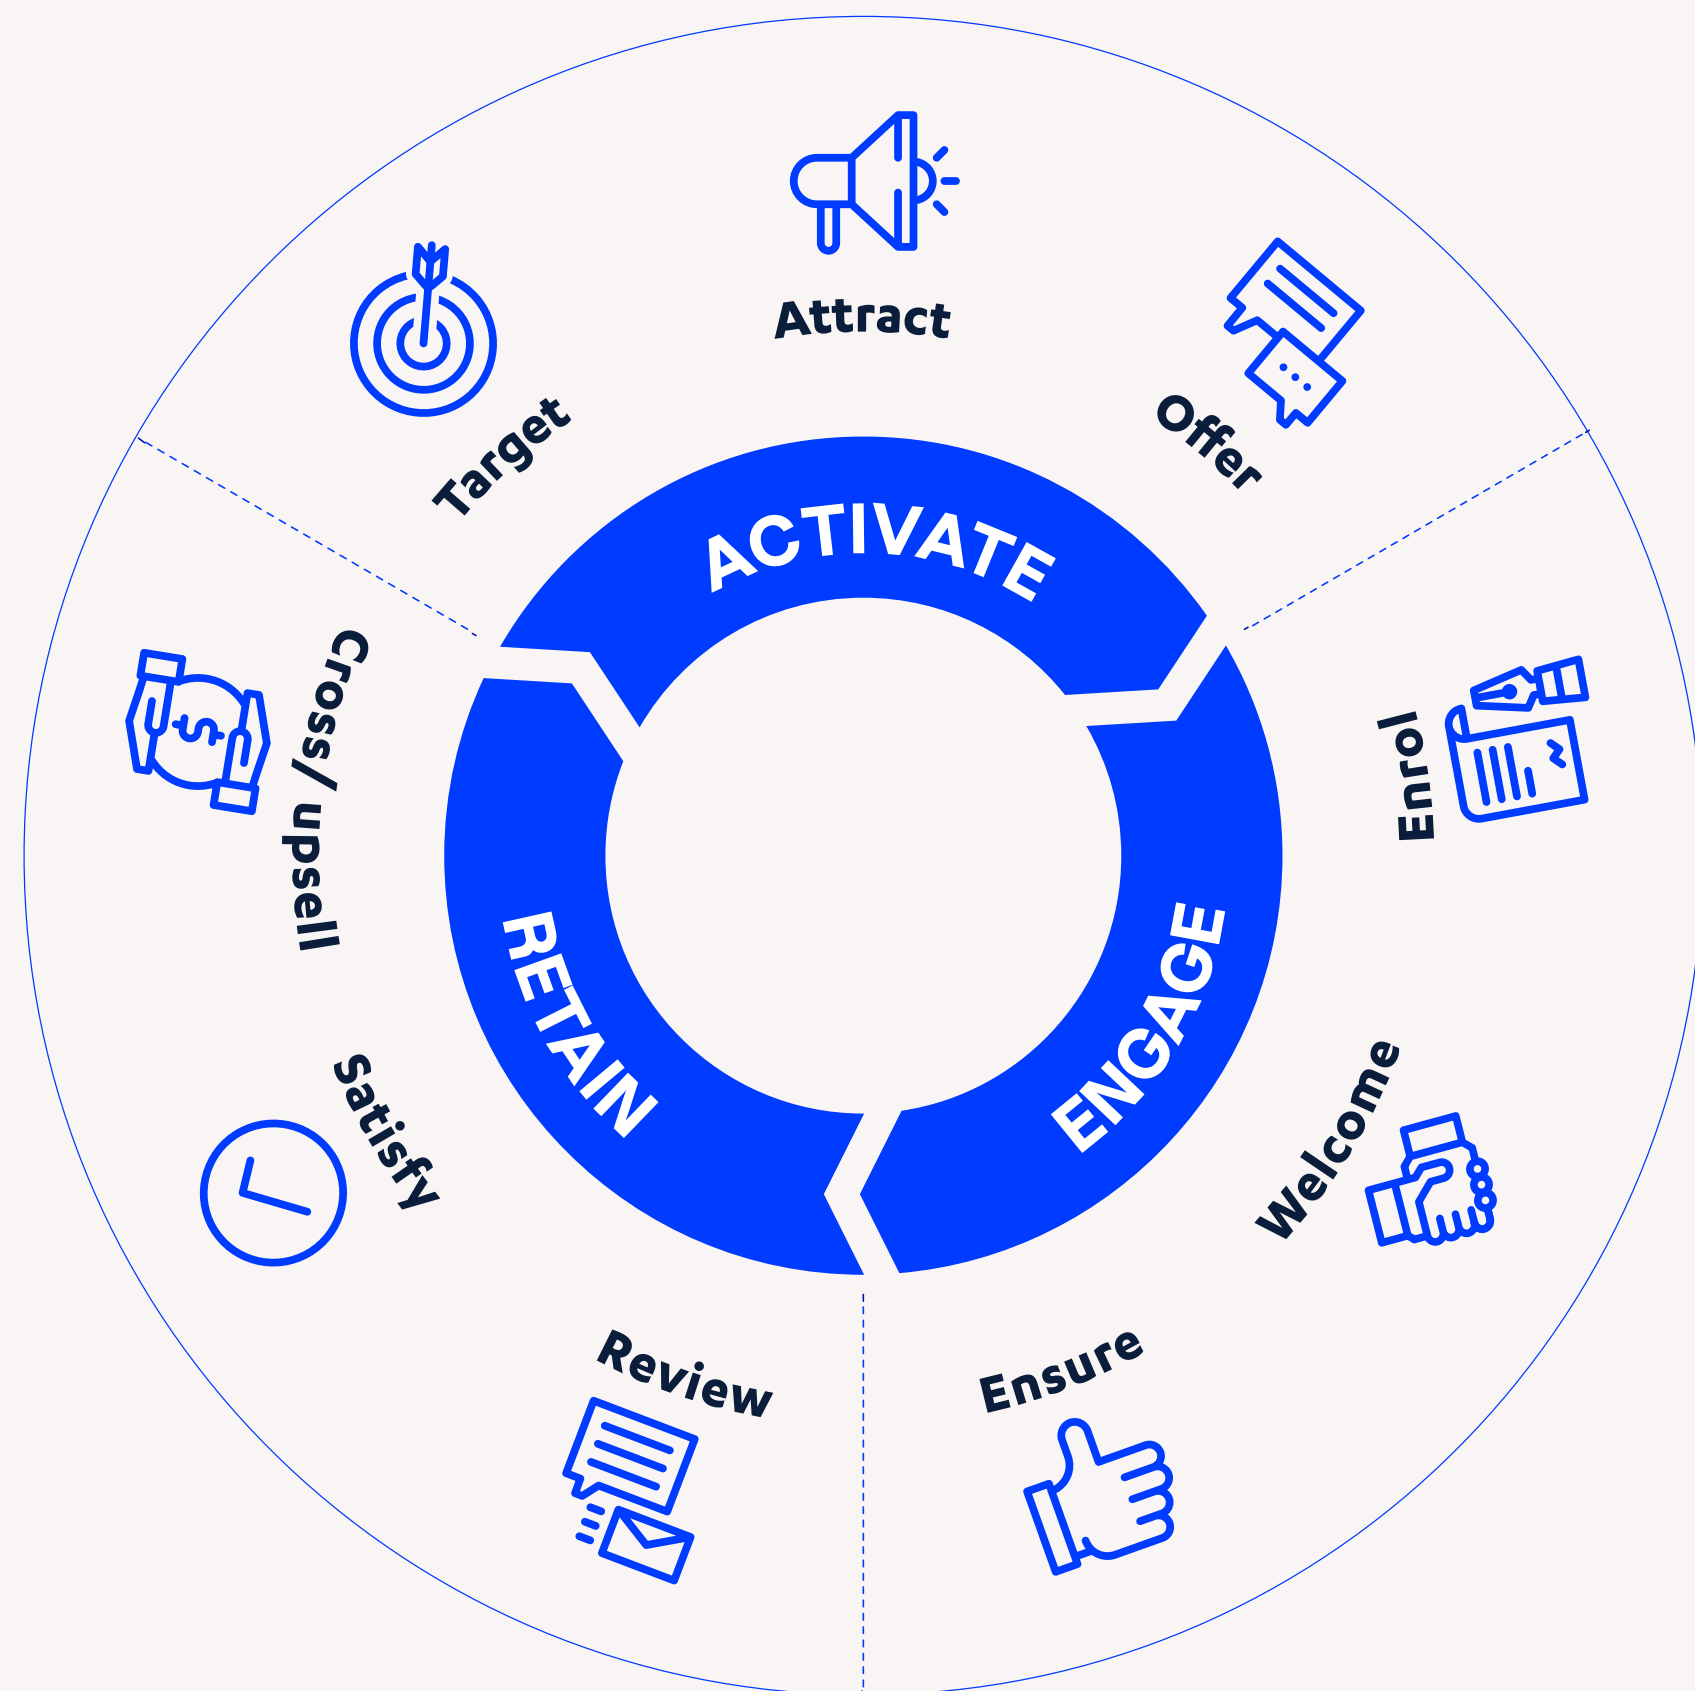 Target
Attract
Offer
Enrol
Welcome
Ensure
Review
Satisfy
Cross/ upsell
ACTIVATE
ENGAGE
RETAIN
$